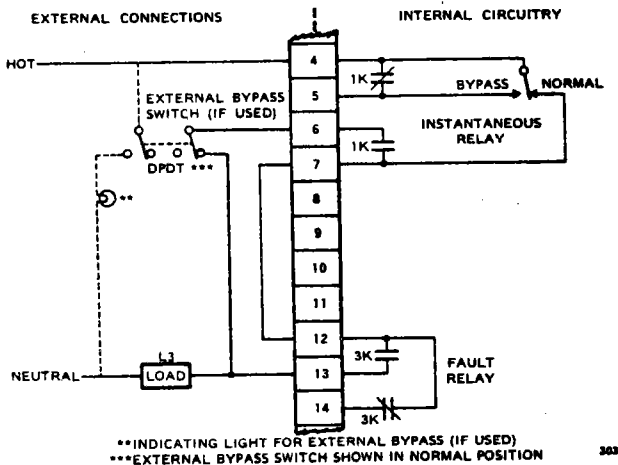 EXTERNAL CONNECTIONS
INTERNAL CIRCUITRY
HOT
4
1K
5
BYPASS
NORMAL
EXTERNAL BYPASS
SWITCH (IF USED)
6
INSTANTANEOUS
RELAY
1K
7
DPDT ***
8
**
9
10
11
12
3K
FAULT
RELAY
L3
NEUTRAL
LOAD
13
14
3K
**INDICATING LIGHT FOR EXTERNAL BYPASS (IF USED)
***EXTERNAL BYPASS SWITCH SHOWN IN NORMAL POSITION
303